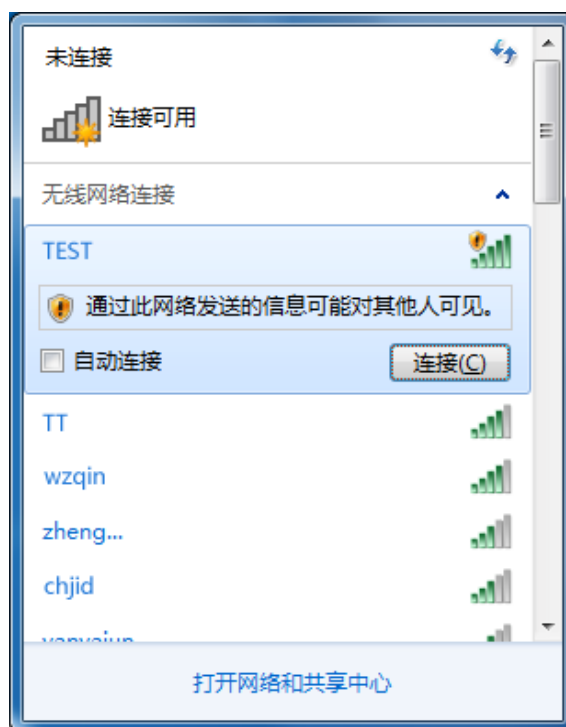 未连接
连接可用
无线网络连接
TEST
通过此网络发送的信息可能对其他人可见。
自动连接
连接(C)
TT
wzqin
zheng...
chjid
打开网络和共享中心